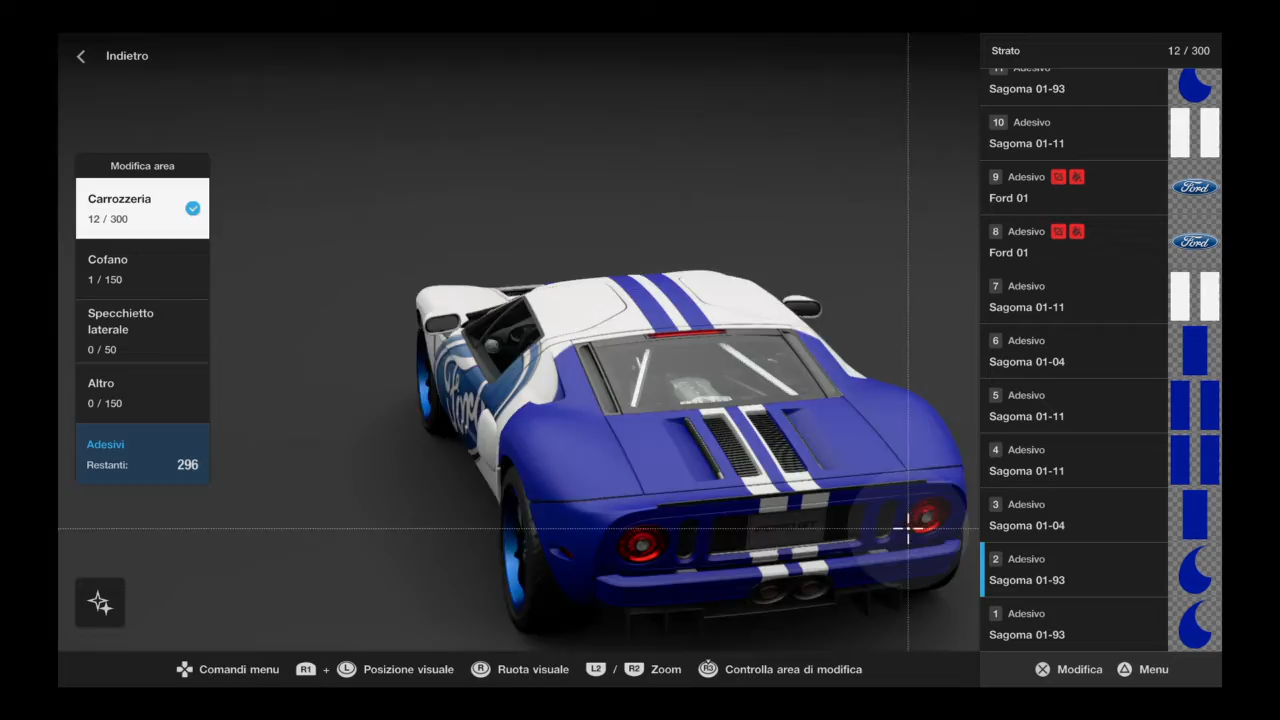 Indietro
Modifica area
Carrozzeria
12 / 300
Cofano
1 / 150
Specchietto
laterale
0 / 50
Altro
0 / 150
Adesivi
Restanti: 296
Ford
Strato 12 / 300
11 Adesivo
Sagoma 01-93
10 Adesivo
Sagoma 01-11
9 Adesivo
Ford 01
Ford
8 Adesivo
Ford 01
Ford
7 Adesivo
Sagoma 01-11
6 Adesivo
Sagoma 01-04
5 Adesivo
Sagoma 01-11
4 Adesivo
Sagoma 01-11
3 Adesivo
Sagoma 01-04
2 Adesivo
Sagoma 01-93
1 Adesivo
Sagoma 01-93
Comandi menu R1 + L Posizione visuale R Ruota visuale L2 / R2 Zoom R3 Controlla area di modifica
Modifica Menu